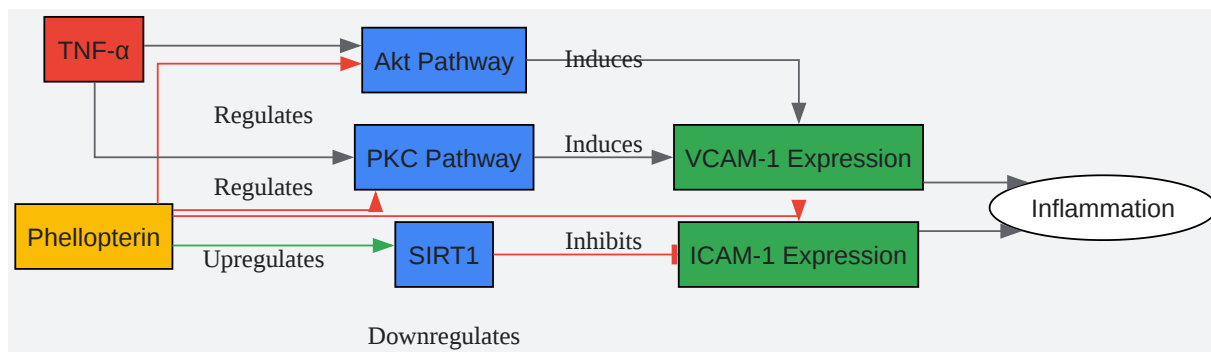 TNF-α
Akt Pathway
Induces
Regulates
PKC Pathway
Induces
VCAM-1 Expression
Regulates
Inflammation
Phellopterin
Upregulates
SIRT1
Inhibits
ICAM-1 Expression
Downregulates